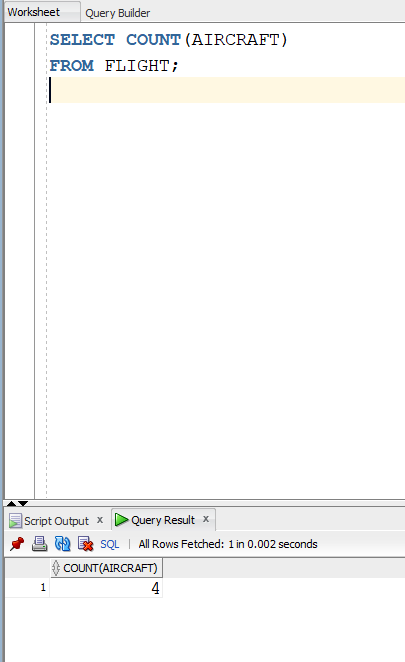 Worksheet Query Builder
SELECT COUNT(AIRCRAFT)
FROM FLIGHT;
Script Output x Query Result x
SQL | All Rows Fetched: 1 in 0.002 seconds
COUNT(AIRCRAFT)
1 4